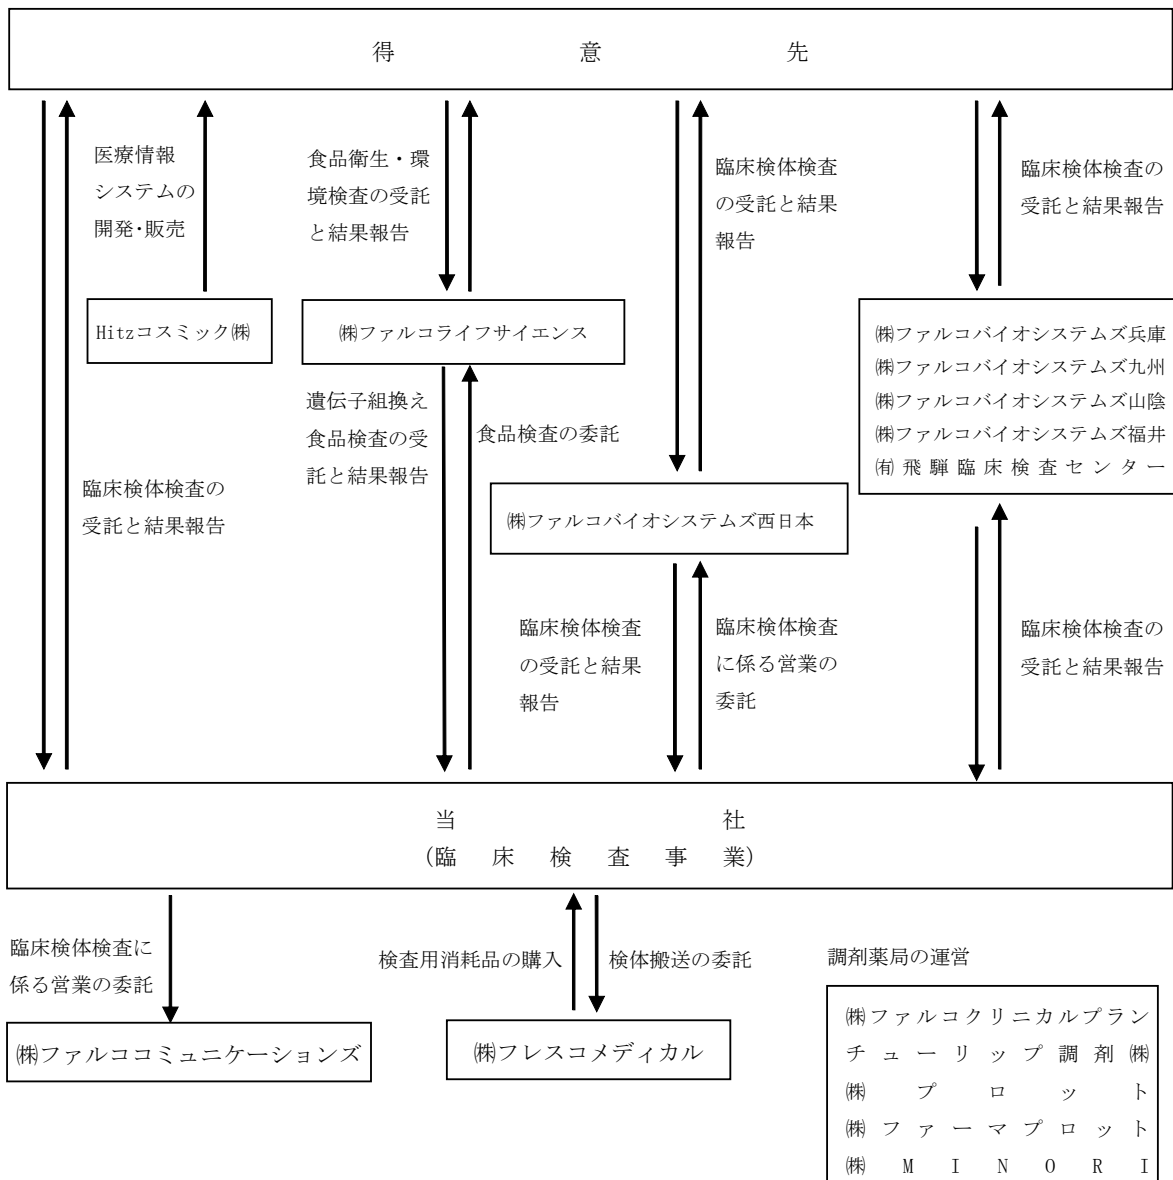 得意先
医療情報
システムの
開発・販売
食品衛生・環
境検査の受託
と結果報告
臨床検体検査
の受託と結果
報告
臨床検体検査の
受託と結果報告
Hitzコスミック㈱
㈱ファルコライフサイエンス
㈱ファルコバイオシステムズ兵庫
㈱ファルコバイオシステムズ九州
㈱ファルコバイオシステムズ山陰
㈱ファルコバイオシステムズ福井
㈲飛騨臨床検査センター
遺伝子組換え
食品検査の受
託と結果報告
食品検査の委託
臨床検体検査の
受託と結果報告
㈱ファルコバイオシステムズ西日本
臨床検体検査
の受託と結果
報告
臨床検体検査
に係る営業の
委託
臨床検体検査の
受託と結果報告
当社
(臨床検査事業)
臨床検体検査に
係る営業の委託
検査用消耗品の購入
検体搬送の委託
調剤薬局の運営
㈱ファルココミュニケーションズ
㈱フレスコメディカル
㈱ファルコクリニカルプラン
チューリップ調剤㈱
㈱プロット
㈱ファーマプロット
㈱MINORI